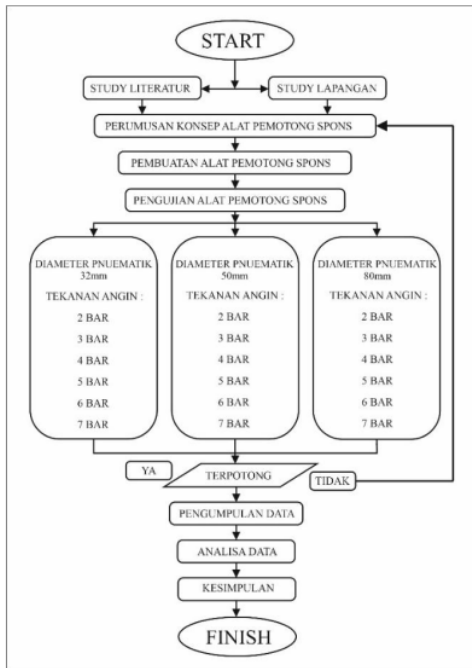 START
STUDY LITERATUR
STUDY LAPANGAN
PERUMUSAN KONSEP ALAT PEMOTONG SPONS
PEMBUATAN ALAT PEMOTONG SPONS
PENGUJIAN ALAT PEMOTONG SPONS
DIAMETER PNUEMATIK
32mm
TEKANAN ANGIN :
2 BAR
3 BAR
4 BAR
5 BAR
6 BAR
7 BAR
DIAMETER PNUEMATIK
50mm
TEKANAN ANGIN :
2 BAR
3 BAR
4 BAR
5 BAR
6 BAR
7 BAR
DIAMETER PNUEMATIK
80mm
TEKANAN ANGIN :
2 BAR
3 BAR
4 BAR
5 BAR
6 BAR
7 BAR
YA
TERPOTONG
TIDAK
PENGUMPULAN DATA
ANALISA DATA
KESIMPULAN
FINISH